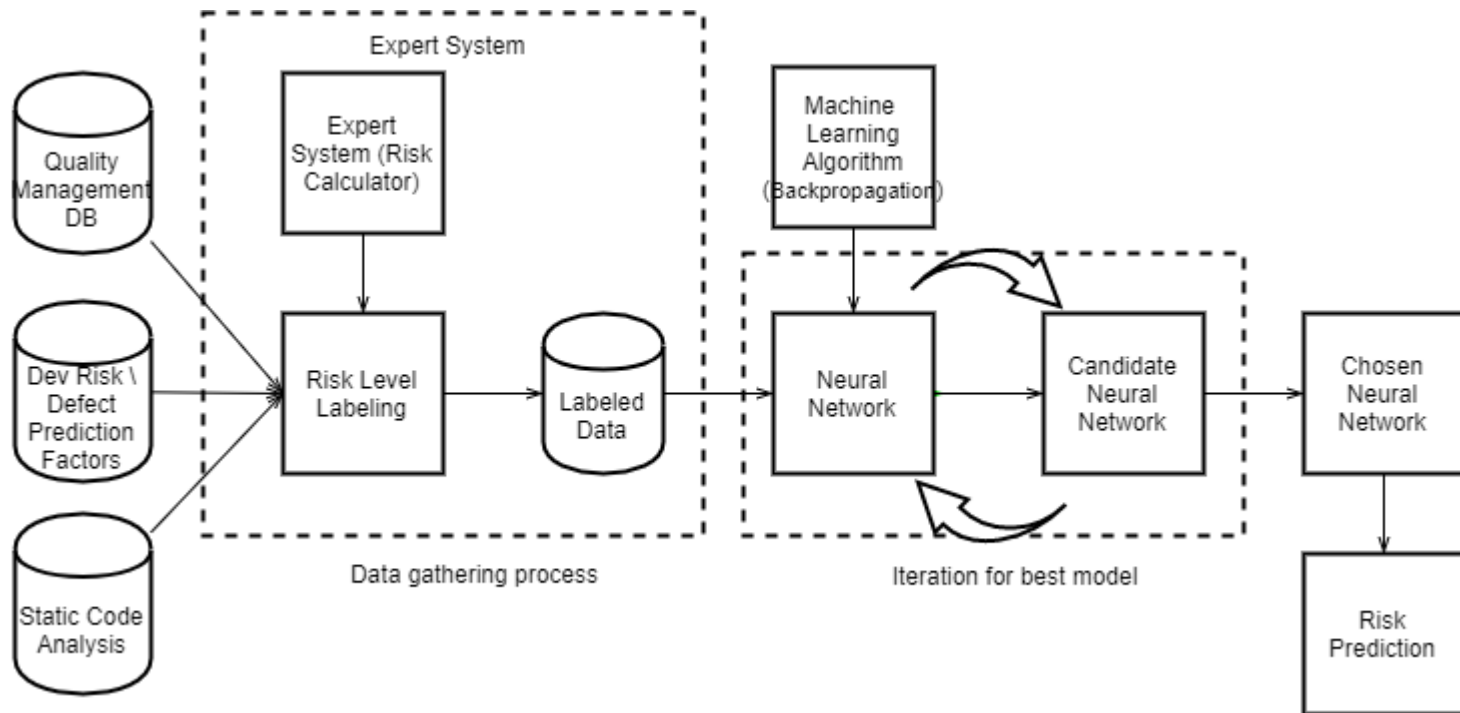 Expert System
Quality
Management
DB
Expert
System (Risk
Calculator)
Machine
Learning
Algorithm
(Backpropagation)
Dev Risk \
Defect
Prediction
Factors
Risk Level
Labeling
Labeled
Data
Neural
Network
Candidate
Neural
Network
Chosen
Neural
Network
Static Code
Analysis
Data gathering process
Iteration for best model
Risk
Prediction